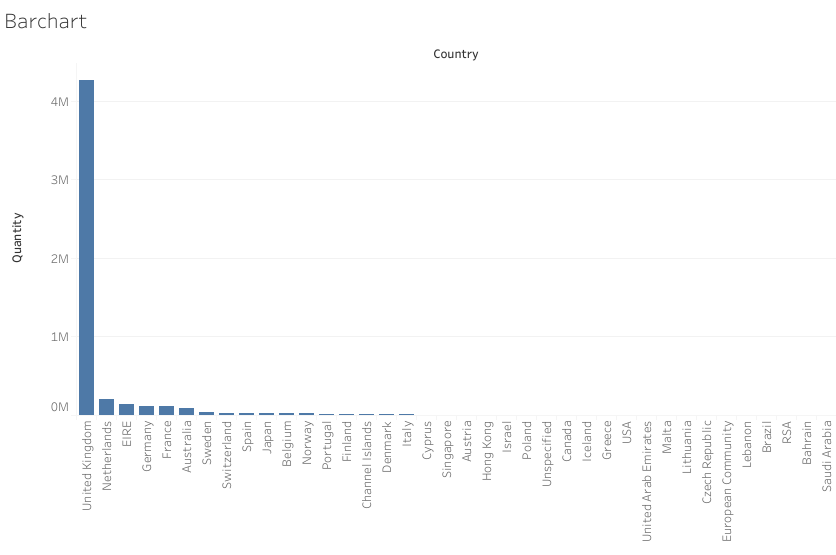 Barchart
Country
Quantity
4M
3M
2M
1M
0M
United Kingdom
Netherlands
EIRE
Germany
France
Australia
Sweden
Switzerland
Spain
Japan
Belgium
Norway
Portugal
Finland
Channel Islands
Denmark
Italy
Cyprus
Singapore
Austria
Hong Kong
Israel
Poland
Unspecified
Canada
Iceland
Greece
USA
United Arab Emirates
Malta
Lithuania
Czech Republic
European Community
Lebanon
Brazil
RSA
Bahrain
Saudi Arabia